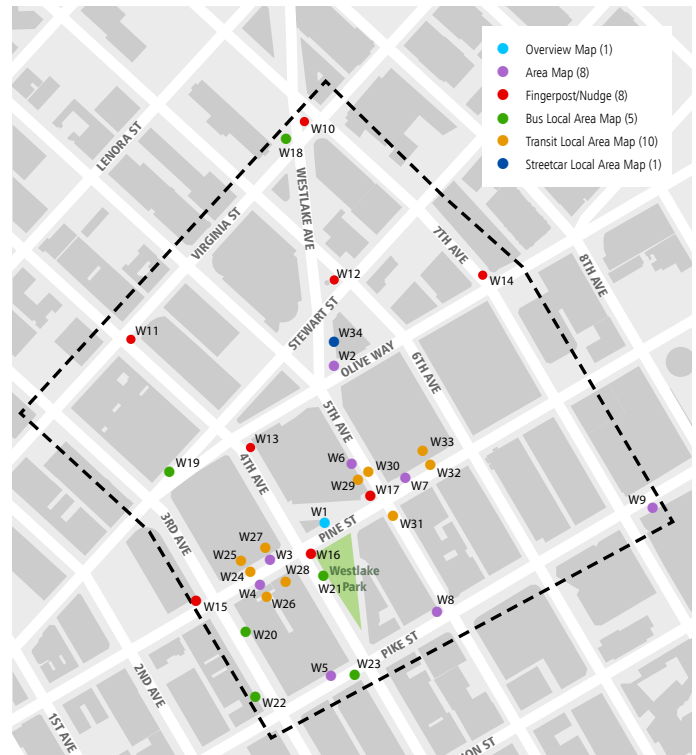 Overview Map (1)
Area Map (8)
Fingerpost/Nudge (8)
Bus Local Area Map (5)
Transit Local Area Map (10)
Streetcar Local Area Map (1)
W10
W18
LENORA ST
WESTLAKE AVE
VIRGINIA ST
7TH AVE
8TH AVE
W12
W14
W11
STEWART ST
W34
W2
OLIVE WAY
6TH AVE
5TH AVE
W13
4TH AVE
W19
W6
W30
W33
W29
W32
W7
W17
W9
W1
PINE ST
W31
3RD AVE
W27
W3
W16
W25
W24
W28
Westlake
Park
W21
W4
W26
W15
W8
W20
PIKE ST
2ND AVE
W5
W23
W22
1ST AVE
ON ST